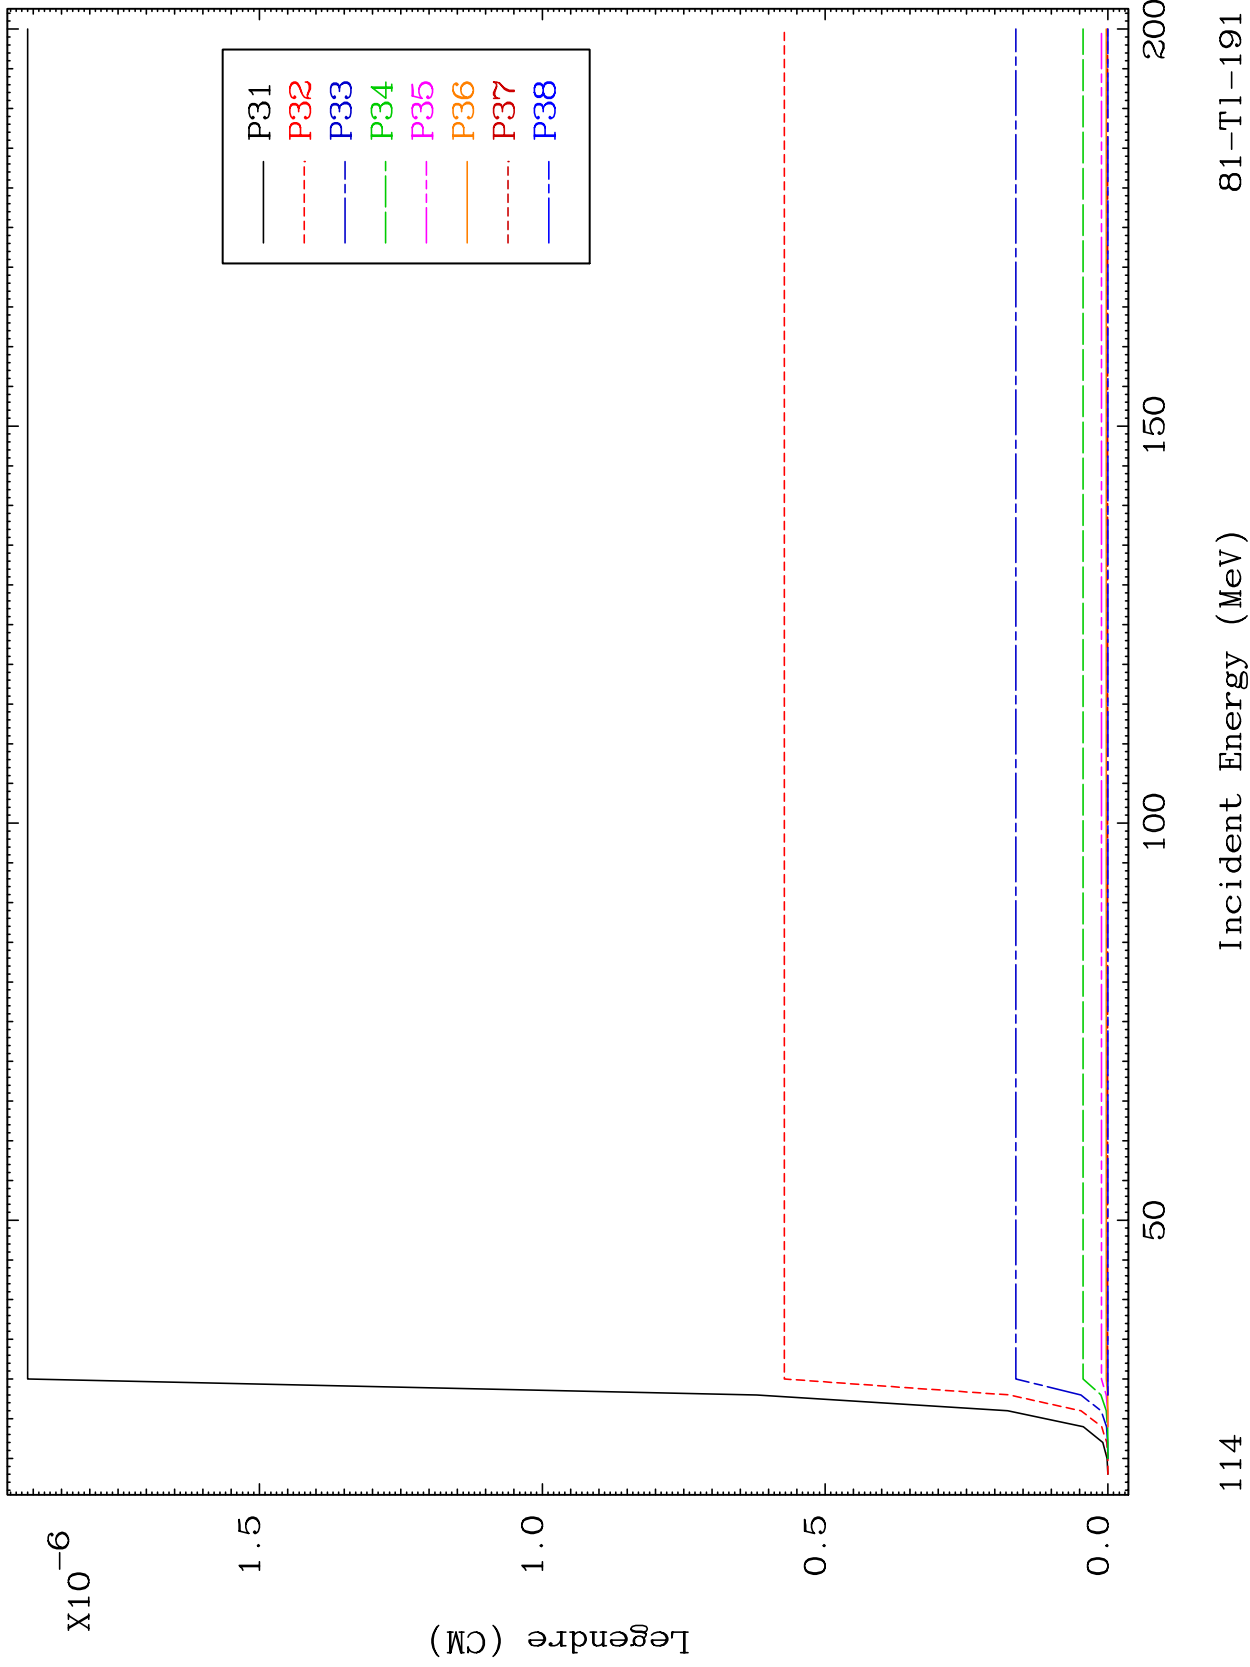 X10-6
1.5
1.0
0.5
0.0
Legendre (CM)
P31
P32
P33
P34
P35
P36
P37
P38
50
100
150
200
Incident Energy (MeV)
114
81-Tl-191